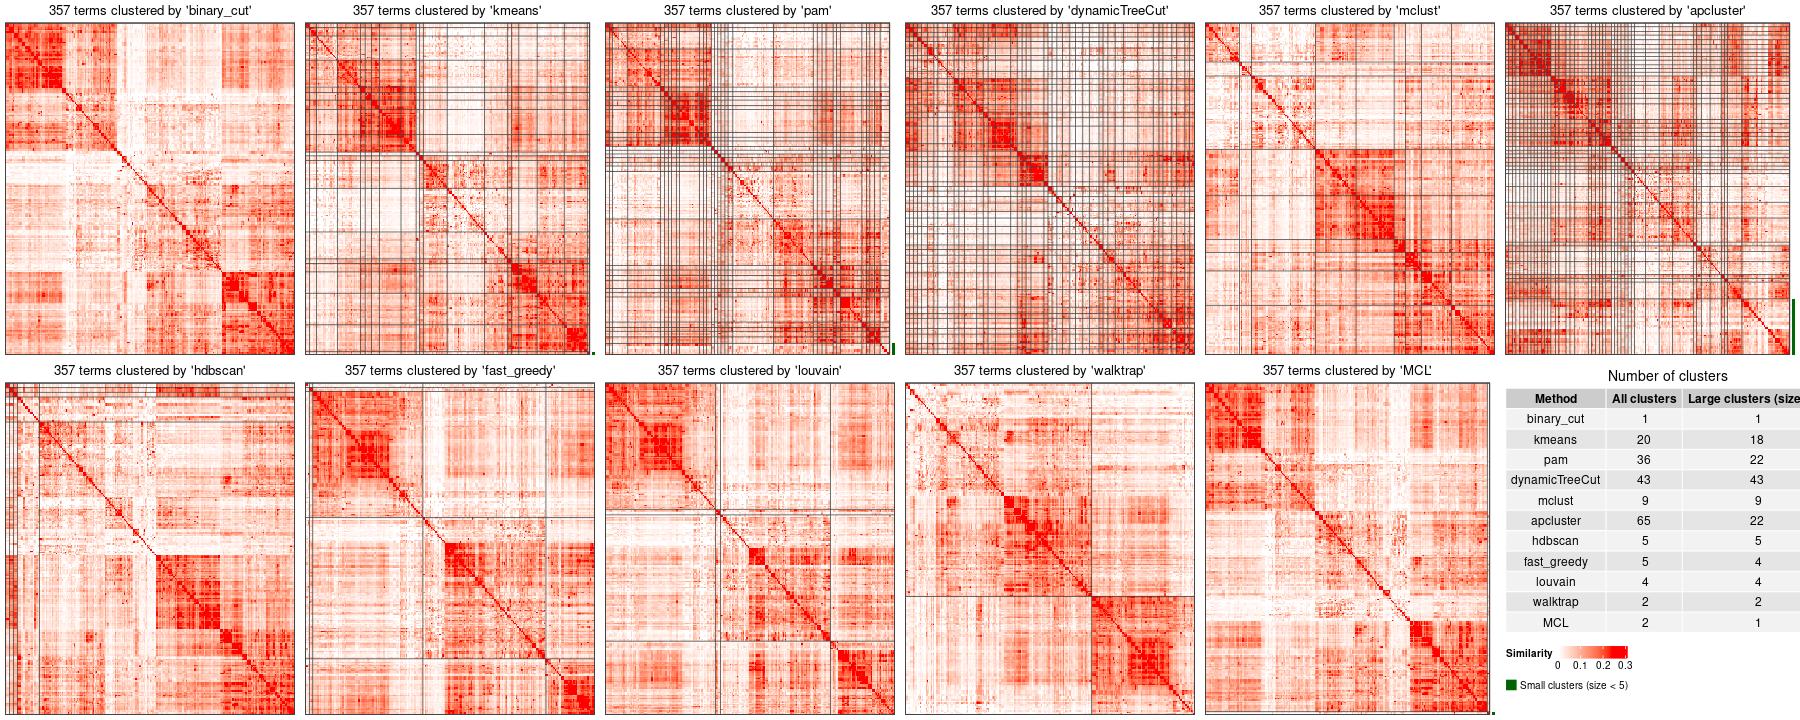 357 terms clustered by 'binary_cut'
357 terms clustered by 'kmeans'
357 terms clustered by 'pam'
357 terms clustered by 'dynamicTreeCut'
357 terms clustered by 'mclust'
357 terms clustered by 'apcluster'
357 terms clustered by 'hdbscan'
357 terms clustered by 'fast_greedy'
357 terms clustered by 'louvain'
357 terms clustered by 'walktrap'
357 terms clustered by 'MCL'
Number of clusters
Method All clusters Large clusters (size
binary_cut 1 1
kmeans 20 18
pam 36 22
dynamicTreeCut 43 43
mclust 9 9
apcluster 65 22
hdbscan 5 5
fast_greedy 5 4
louvain 4 4
walktrap 2 2
MCL 2 1
Similarity
0 0.1 0.2 0.3
Small clusters (size < 5)